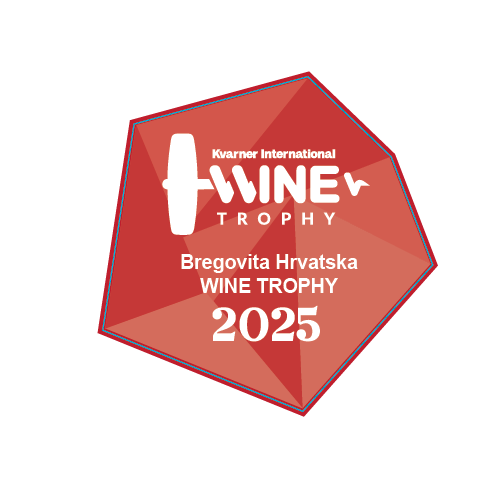 Kvarner International
WINE
TROPHY
Bregovita Hrvatska
WINE TROPHY
2025